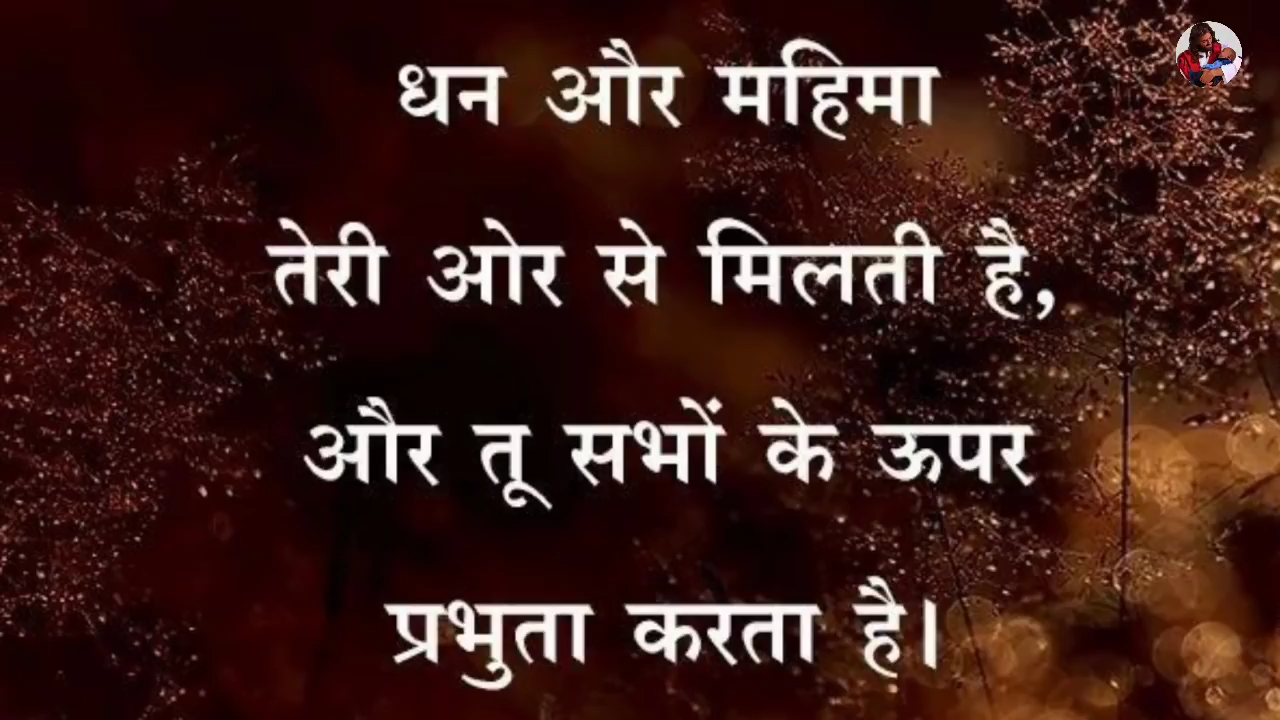 धन और महिमा
तेरी ओर से मिलती है,
और तू सभों के ऊपर
प्रभुता करता है।